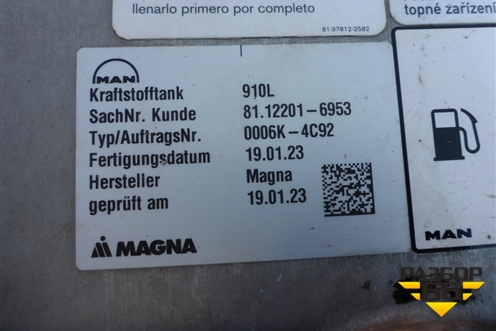 llenarlo primero por completo
81.97812-2582
topné zařízení
MAN
Kraftstofftank 910L
SachNr. Kunde 81.12201-6953
Typ/AuftragsNr. 0006K-4C92
Fertigungsdatum 19.01.23
Hersteller Magna
geprüft am 19.01.23
MAGNA
MAN
РАЗБОР